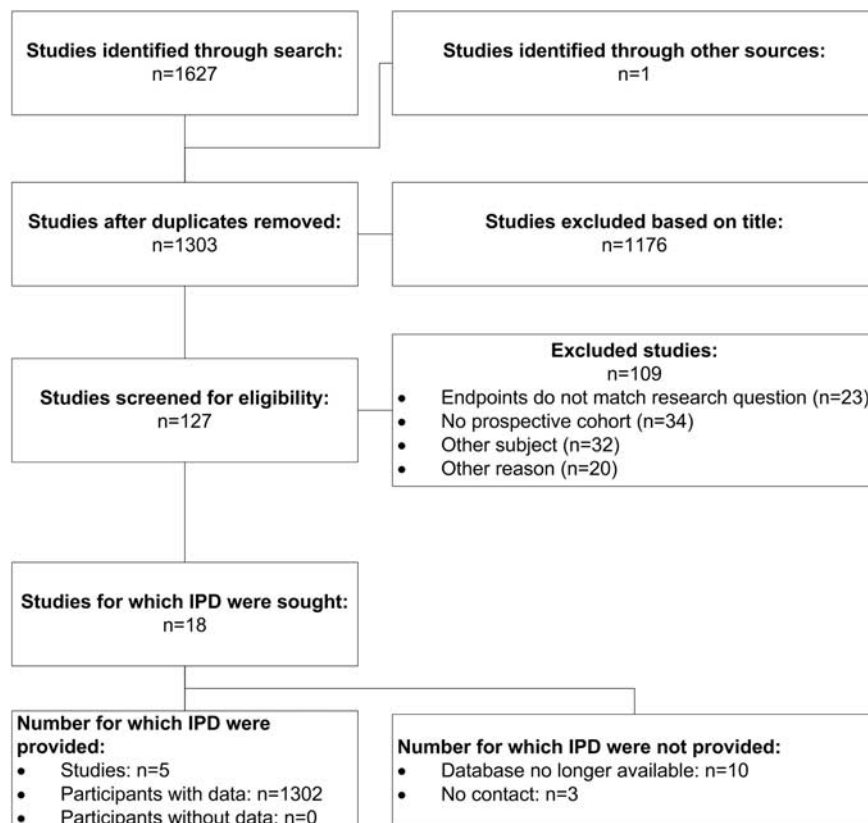 Studies identified through search:
n=1627
Studies identified through other sources:
n=1
Studies after duplicates removed:
n=1303
Studies excluded based on title:
n=1176
Studies screened for eligibility:
n=127
Excluded studies:
n=109
• Endpoints do not match research question (n=23)
• No prospective cohort (n=34)
• Other subject (n=32)
• Other reason (n=20)
Studies for which IPD were sought:
n=18
Number for which IPD were
provided:
• Studies: n=5
• Participants with data: n=1302
• Participants without data: n=0
Number for which IPD were not provided:
• Database no longer available: n=10
• No contact: n=3